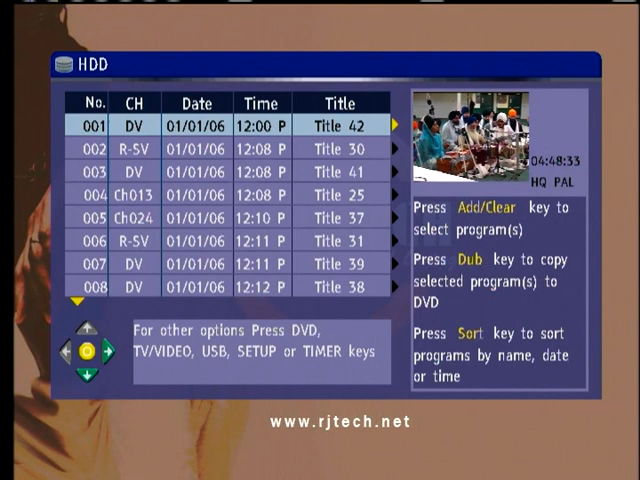 HDD
No. CH Date Time Title
001 DV 01/01/06 12:00 P Title 42
002 R-SV 01/01/06 12:08 P Title 30
003 DV 01/01/06 12:08 P Title 41
004 Ch013 01/01/06 12:08 P Title 25
005 Ch024 01/01/06 12:10 P Title 37
006 R-SV 01/01/06 12:11 P Title 31
007 DV 01/01/06 12:11 P Title 39
008 DV 01/01/06 12:12 P Title 38
04:48:33
HQ PAL
Press Add/Clear key to
select program(s)
Press Dub key to copy
selected program(s) to
DVD
Press Sort key to sort
programs by name, date
or time
For other options Press DVD,
TV/VIDEO, USB, SETUP or TIMER keys
www.rjtech.net